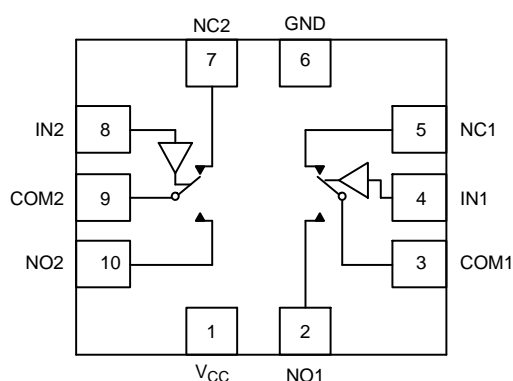 NC2 GND
7 6
IN2 8 5 NC1
COM2 9 4 IN1
NO2 10 3 COM1
1 2
VCC NO1